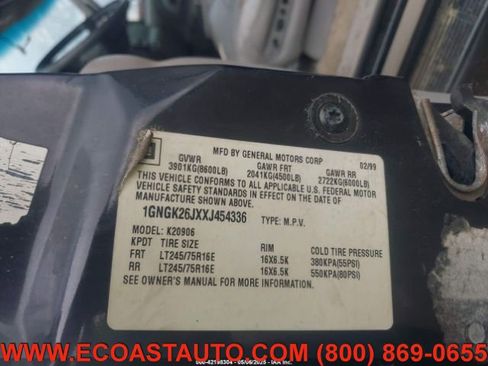 GM
MFD BY GENERAL MOTORS CORP 02/99
GVWR GAWR FRT GAWR RR
3901KG(8600LB) 2041KG(4500LB) 2722KG(6000LB)
THIS VEHICLE CONFORMS TO ALL APPLICABLE U.S. FEDERAL MOTOR
VEHICLE SAFETY STANDARDS IN EFFECT ON THE DATE OF
MANUFACTURE SHOWN ABOVE.
1GNGK26JXXJ454336 TYPE: M.P.V.
MODEL: K20906
KPDT TIRE SIZE RIM COLD TIRE PRESSURE
FRT LT245/75R16E 16X6.5K 380KPA(55PSI)
RR LT245/75R16E 16X6.5K 550KPA(80PSI)
SEE OWNER'S MANUAL FOR MORE INFORMATION.
WWW.ECOASTAUTO.COM (800) 869-0655